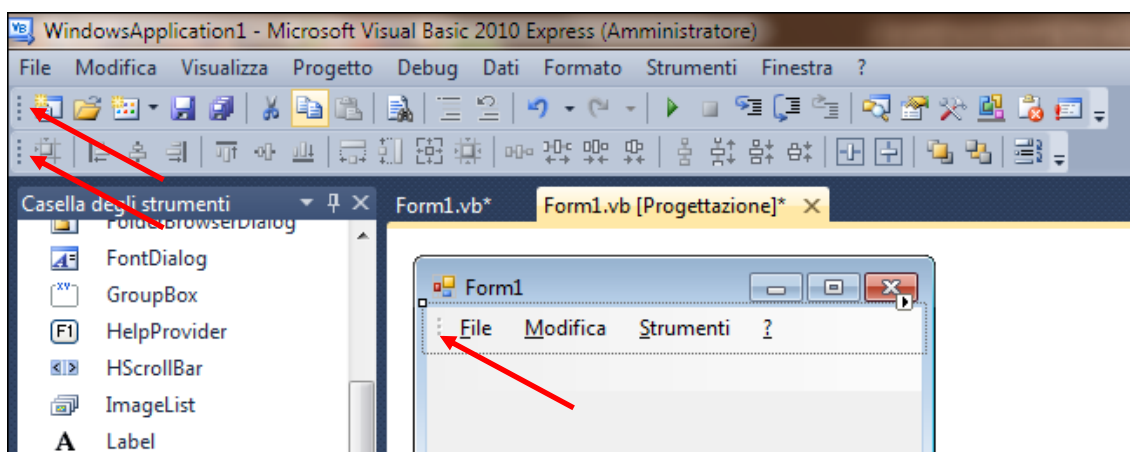 WindowsApplication1 - Microsoft Visual Basic 2010 Express (Amministratore)
File Modifica Visualizza Progetto Debug Dati Formato Strumenti Finestra ?
Casella degli strumenti
Form1.vb* Form1.vb [Progettazione]*
FolderBrowserDialog
FontDialog
GroupBox
HelpProvider
HScrollBar
ImageList
Label
Form1
File Modifica Strumenti ?